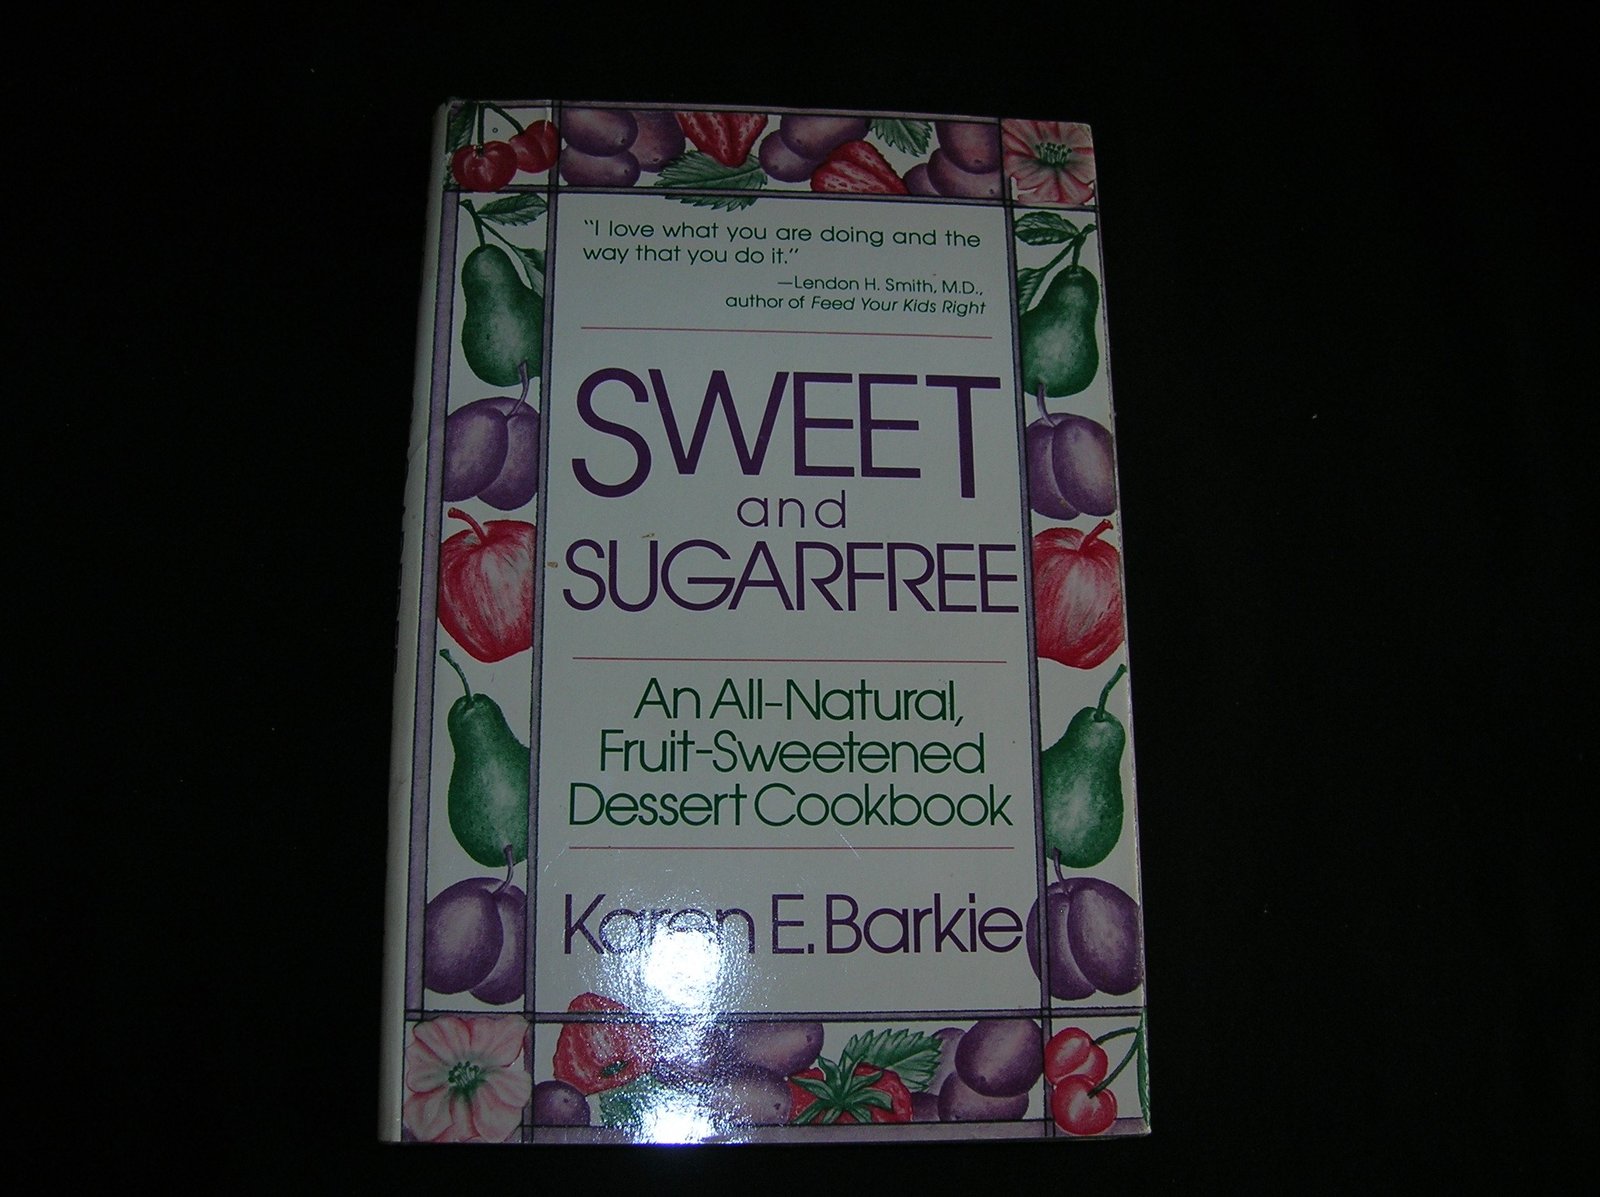 "I love what you are doing and the
way that you do it."
—Lendon H. Smith, M.D.,
author of Feed Your Kids Right
SWEET
and
SUGARFREE
An All-Natural,
Fruit-Sweetened
Dessert Cookbook
Karen E. Barkie